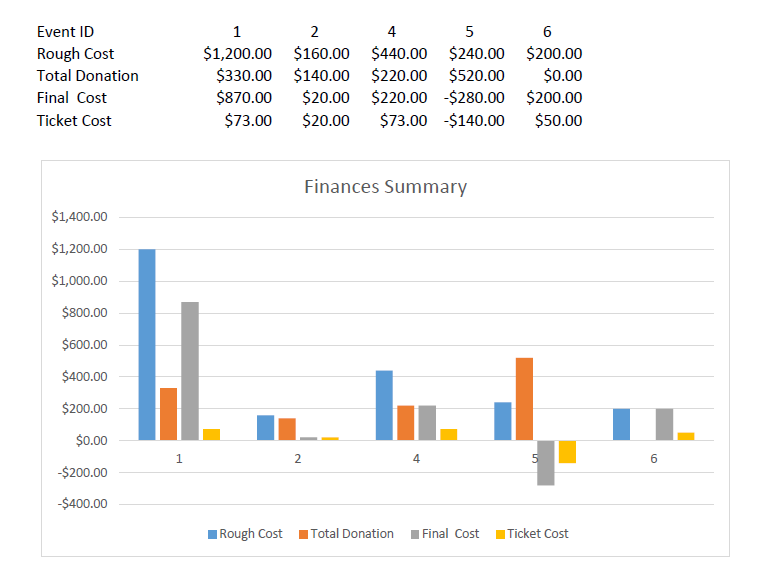 Event ID 1 2 4 5 6
Rough Cost $1,200.00 $160.00 $440.00 $240.00 $200.00
Total Donation $330.00 $140.00 $220.00 $520.00 $0.00
Final Cost $870.00 $20.00 $220.00 -$280.00 $200.00
Ticket Cost $73.00 $20.00 $73.00 -$140.00 $50.00
Finances Summary
$1,400.00
$1,200.00
$1,000.00
$800.00
$600.00
$400.00
$200.00
$0.00
1 2 4 5 6
-$200.00
-$400.00
Rough Cost Total Donation Final Cost Ticket Cost